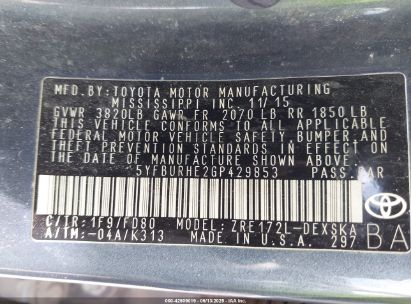 MFD. BY: TOYOTA MOTOR MANUFACTURING
MISSISSIPPI INC. 11/15
GVWR 3820LB GAWR FR 2070 LB RR 1850LB
THIS VEHICLE CONFORMS TO ALL APPLICABLE
FEDERAL MOTOR VEHICLE SAFETY, BUMPER, AND
THEFT PREVENTION STANDARDS IN EFFECT ON
THE DATE OF MANUFACTURE SHOWN ABOVE.
5YFBURHE2GP429853 PASS.CAR
C/TR:1F9/FD80 MODEL: ZRE172L-DEXSKA
A/TM:-04A/K313 MADE IN U.S.A. 297
BA
TOYOTA